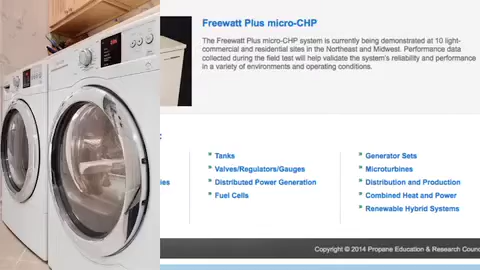 Freewatt Plus micro-CHP
The Freewatt Plus micro-CHP system is currently being demonstrated at 10 light-
commercial and residential sites in the Northeast and Midwest. Performance data
collected during the field test will help validate the system's reliability and performance
in a variety of environments and operating conditions.
Tanks
Valves/Regulators/Gauges
Distributed Power Generation
Fuel Cells
Generator Sets
Microturbines
Distribution and Production
Combined Heat and Power
Renewable Hybrid Systems
Copyright © 2014 Propane Education & Research